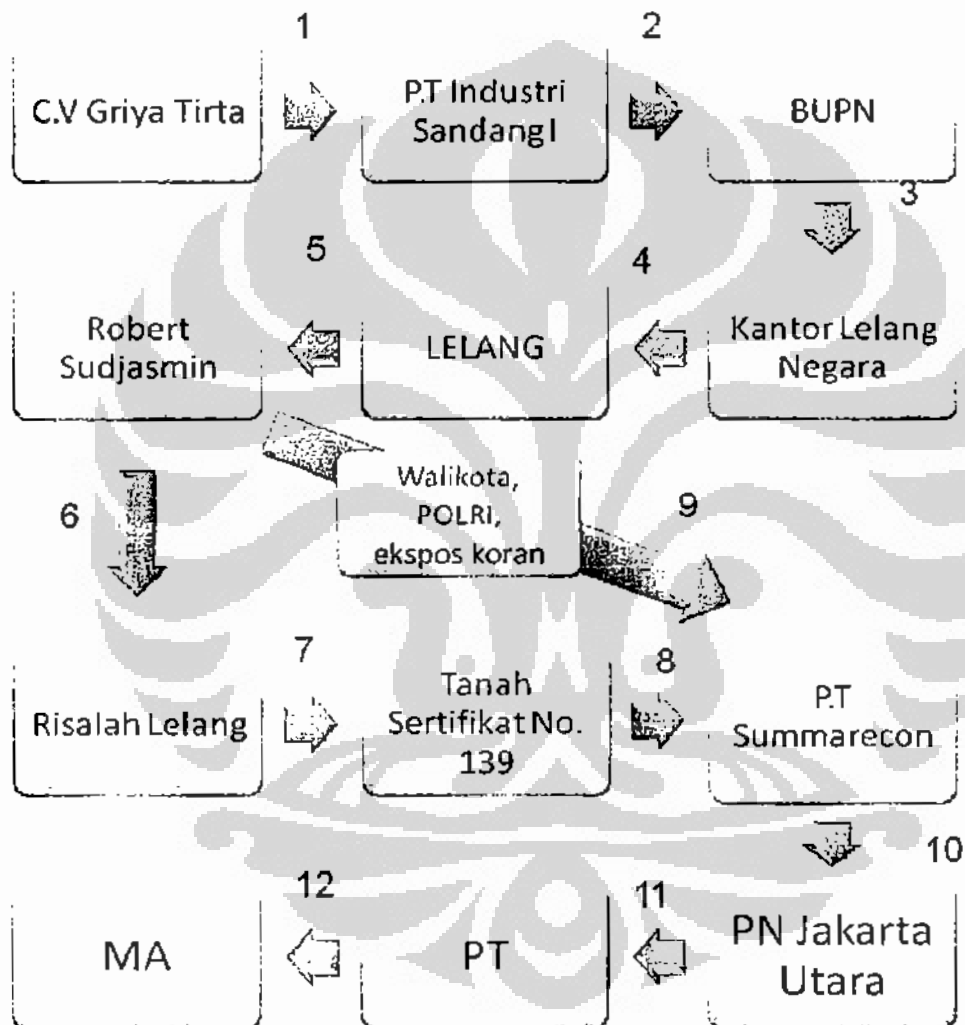 1
2
C.V Griya Tirta
P.T Industri
Sandang I
BUPN
3
5
4
Robert
Sudjasmin
LELANG
Kantor Lelang
Negara
Walikota,
POLRI,
ekspos koran
6
9
7
8
Risalah Lelang
Tanah
Sertifikat No.
139
P.T
Summarecon
10
12
11
MA
PT
PN Jakarta
Utara